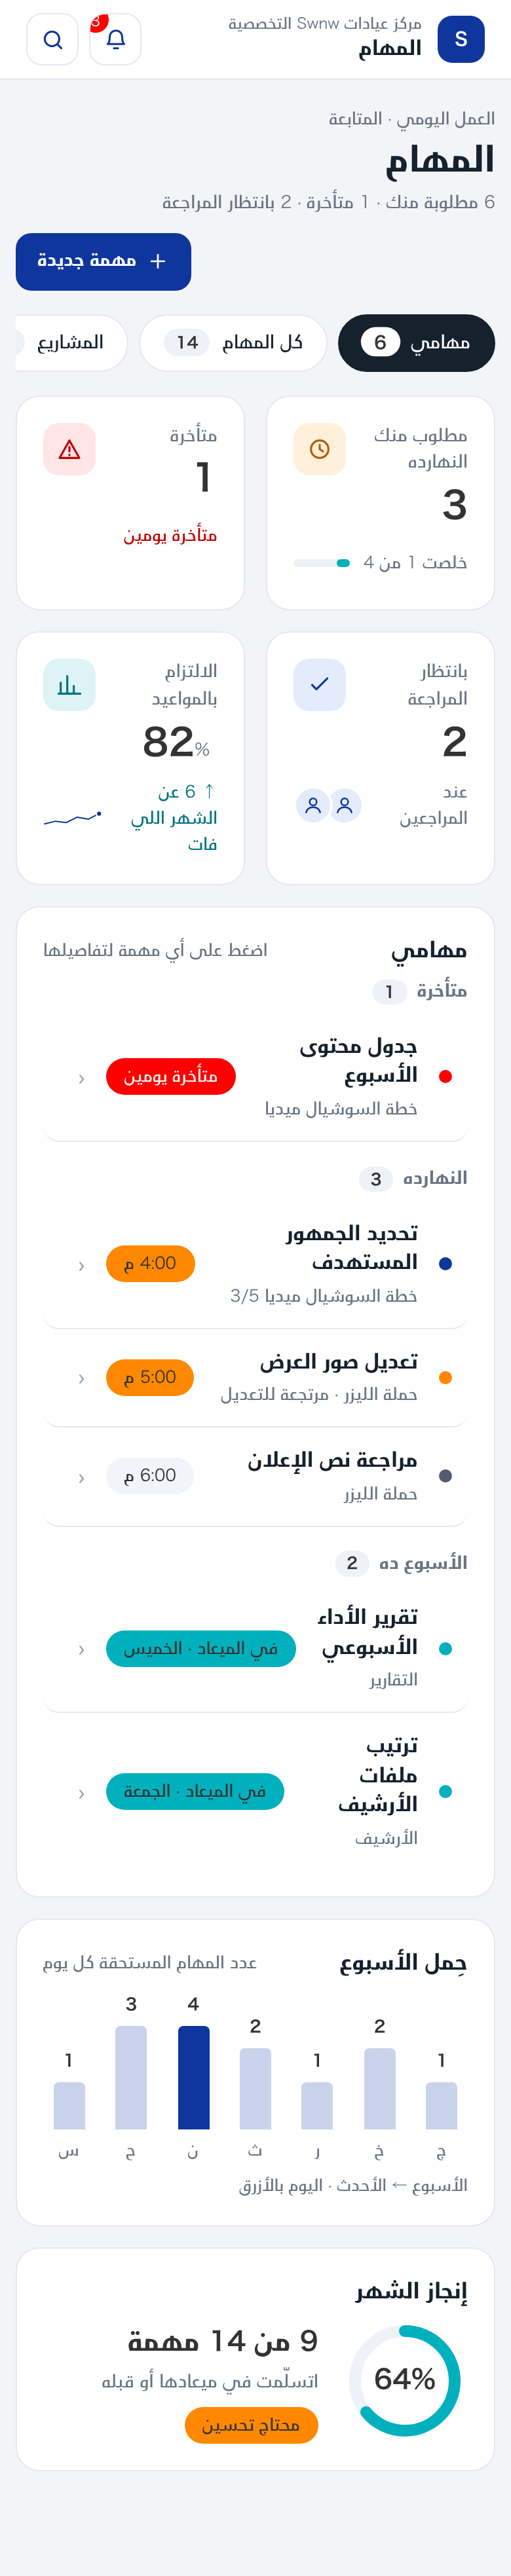 S
مركز عيادات Swnw التخصصية
المهام
3
العمل اليومي · المتابعة
المهام
6 مطلوبة منك · 1 متأخرة · 2 بانتظار المراجعة
+ مهمة جديدة
مهامي 6
كل المهام 14
المشاريع
مطلوب منك النهارده
3
خلصت 1 من 4
متأخرة
1
متأخرة يومين
بانتظار المراجعة
2
عند المراجعين
الالتزام بالمواعيد
82%
↑ 6 عن الشهر اللي فات
مهامي
اضغط على أي مهمة لتفاصيلها
متأخرة 1
جدول محتوى الأسبوع
خطة السوشيال ميديا
متأخرة يومين
النهارده 3
تحديد الجمهور المستهدف
خطة السوشيال ميديا 3/5
4:00 م
تعديل صور العرض
حملة الليزر · مرتجعة للتعديل
5:00 م
مراجعة نص الإعلان
حملة الليزر
6:00 م
الأسبوع ده 2
تقرير الأداء الأسبوعي
التقارير
في الميعاد · الخميس
ترتيب ملفات الأرشيف
الأرشيف
في الميعاد · الجمعة
حِمل الأسبوع
عدد المهام المستحقة كل يوم
1 2 1 2 4 3 1
ج خ ر ث ن ح س
الأسبوع ← الأحدث · اليوم بالأزرق
إنجاز الشهر
64%
9 من 14 مهمة
اتسلّمت في ميعادها أو قبله
محتاج تحسين